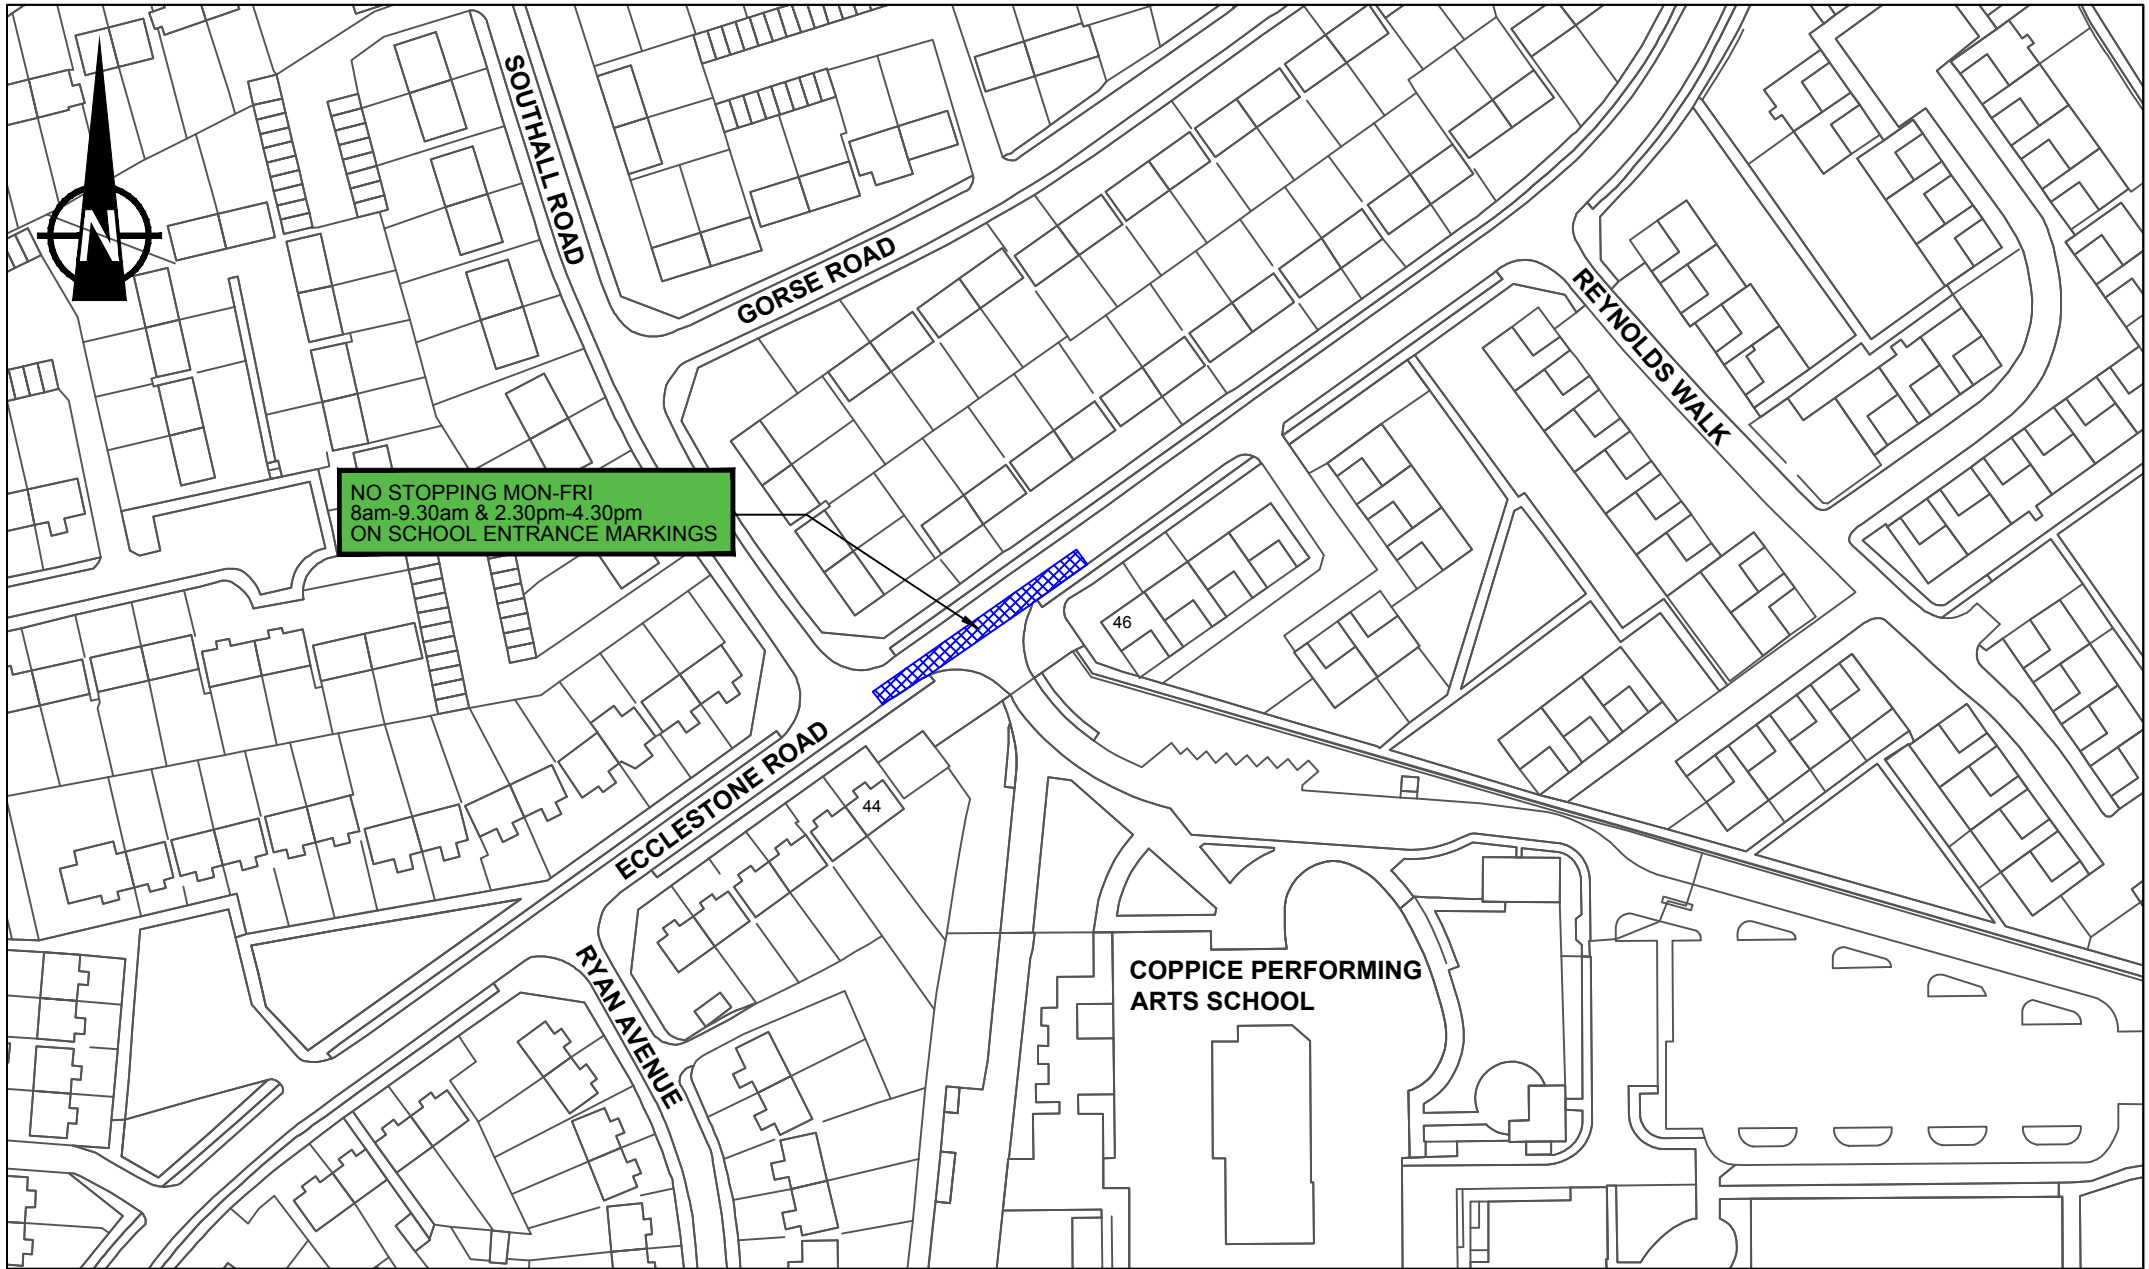 SOUTHALL ROAD
N
GORSE ROAD
REYNOLDS WALK
NO STOPPING MON-FRI
8am-9.30am & 2.30pm-4.30pm
ON SCHOOL ENTRANCE MARKINGS
46
ECCLESTONE ROAD
44
RYAN AVENUE
COPPICE PERFORMING
ARTS SCHOOL